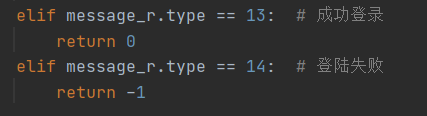 elif message_r.type == 13:  # 成功登录
    return 0
elif message_r.type == 14:  # 登陆失败
    return -1